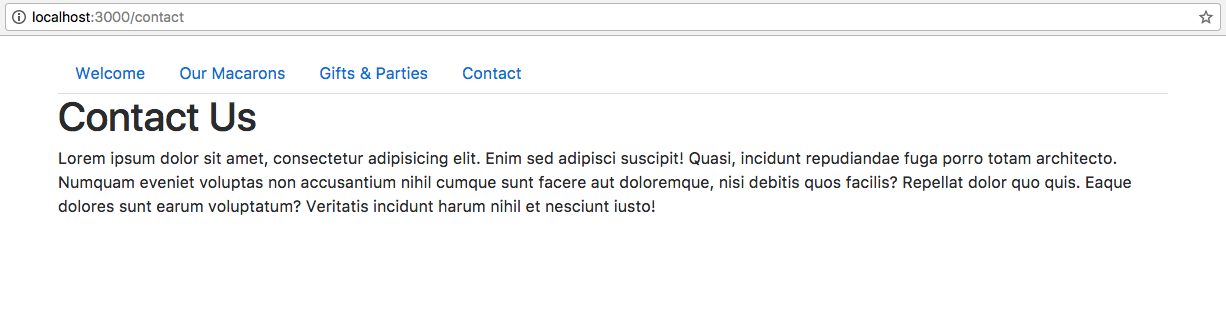 localhost:3000/contact
Welcome Our Macarons Gifts & Parties Contact
Contact Us
Lorem ipsum dolor sit amet, consectetur adipisicing elit. Enim sed adipisci suscipit! Quasi, incidunt repudiandae fuga porro totam architecto.
Numquam eveniet voluptas non accusantium nihil cumque sunt facere aut doloremque, nisi debitis quos facilis? Repellat dolor quo quis. Eaque
dolores sunt earum voluptatum? Veritatis incidunt harum nihil et nesciunt iusto!